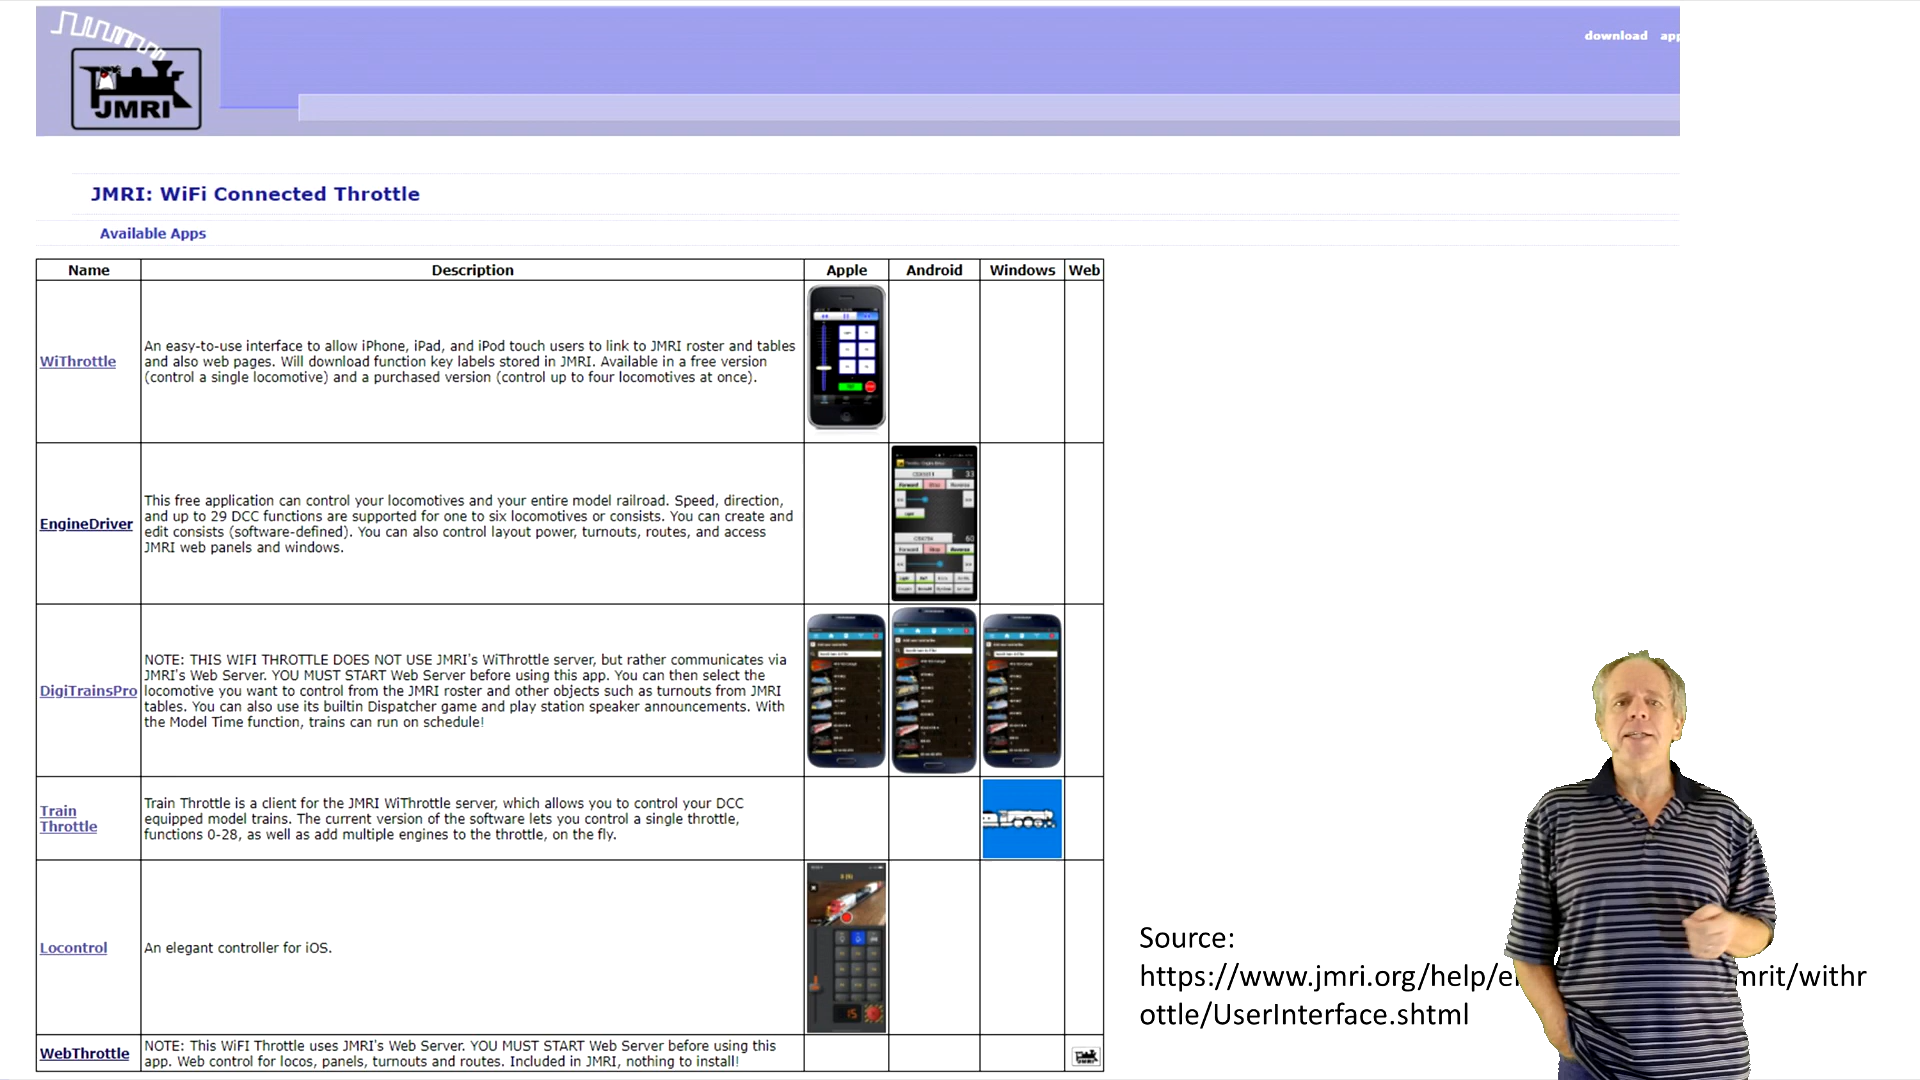 download
JMRI
JMRI: WiFi Connected Throttle
Available Apps
Name Description Apple Android Windows Web
WiThrottle
An easy-to-use interface to allow iPhone, iPad, and iPod touch users to link to JMRI roster and tables
and also web pages. Will download function key labels stored in JMRI. Available in a free version
(control a single locomotive) and a purchased version (control up to four locomotives at once).
EngineDriver
This free application can control your locomotives and your entire model railroad. Speed, direction,
and up to 29 DCC functions are supported for one to six locomotives or consists. You can create and
edit consists (software-defined). You can also control layout power, turnouts, routes, and access
JMRI web panels and windows.
Forward Stop Reverse
Forward Stop Reverse
DigiTrainsPro
NOTE: THIS WIFI THROTTLE DOES NOT USE JMRI's WiThrottle server, but rather communicates via
JMRI's Web Server. YOU MUST START Web Server before using this app. You can then select the
locomotive you want to control from the JMRI roster and other objects such as turnouts from JMRI
tables. You can also use its builtin Dispatcher game and play station speaker announcements. With
the Model Time function, trains can run on schedule!
Train
Throttle
Train Throttle is a client for the JMRI WiThrottle server, which allows you to control your DCC
equipped model trains. The current version of the software lets you control a single throttle,
functions 0-28, as well as add multiple engines to the throttle, on the fly.
Locontrol
An elegant controller for iOS.
15
WebThrottle
NOTE: This WiFI Throttle uses JMRI's Web Server. YOU MUST START Web Server before using this
app. Web control for locos, panels, turnouts and routes. Included in JMRI, nothing to install!
JMRI
Source:
https://www.jmri.org/help/e mrit/withr
ottle/UserInterface.shtml